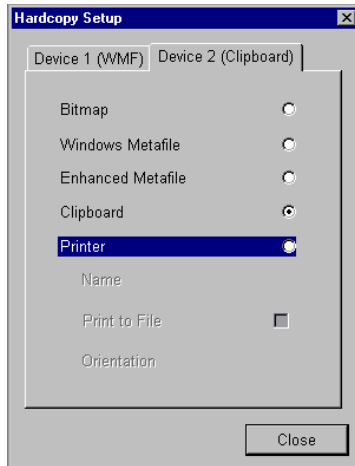 Hardcopy Setup
Device 1 (WMF) Device 2 (Clipboard)
Bitmap
Windows Metafile
Enhanced Metafile
Clipboard
Printer
Name
Print to File
Orientation
Close